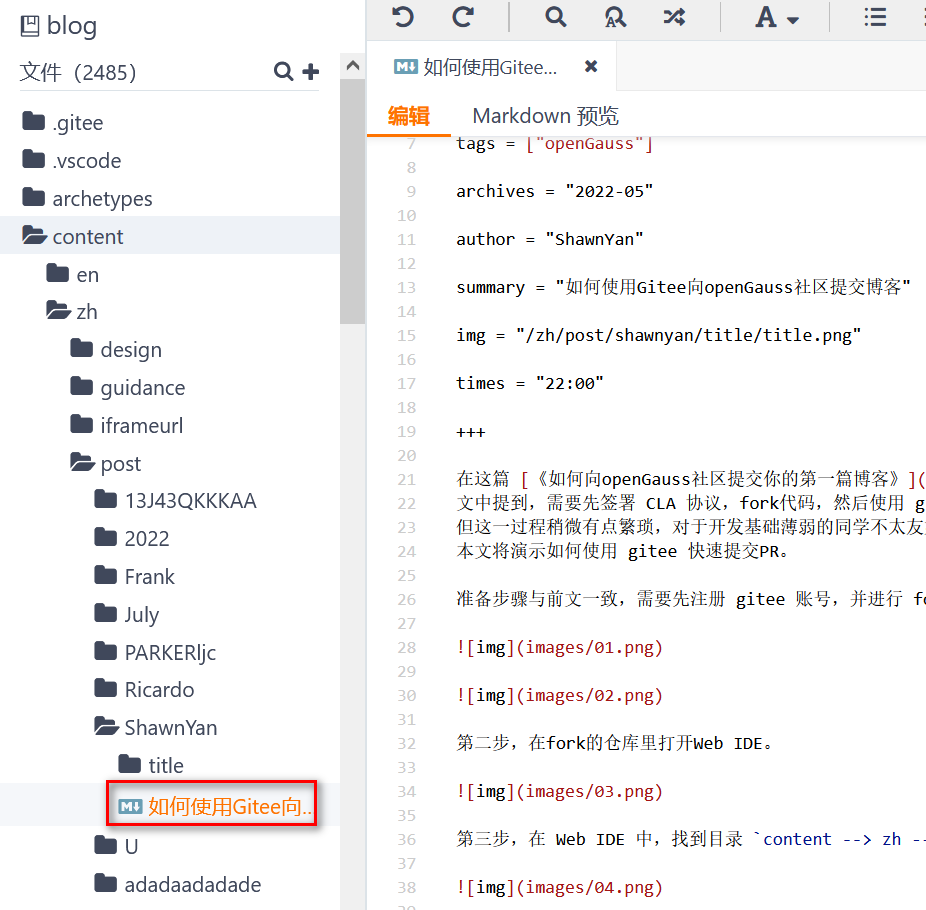 blog
文件（2485）
.gitee
.vscode
archetypes
content
en
zh
design
guidance
iframeurl
post
13J43QKKKAA
2022
Frank
July
PARKERljc
Ricardo
ShawnYan
title
如何使用Gitee向...
U
adadaadadade
A
如何使用Gitee...
编辑 Markdown 预览
7 tags = ["openGauss"]
8
9 archives = "2022-05"
10
11 author = "ShawnYan"
12
13 summary = "如何使用Gitee向openGauss社区提交博客"
14
15 img = "/zh/post/shawnyan/title/title.png"
16
17 times = "22:00"
18
19 +++
20
21 在这篇 [《如何向openGauss社区提交你的第一篇博客》](
22 文中提到，需要先签署 CLA 协议，fork代码，然后使用 g
23 但这一过程稍微有点繁琐，对于开发基础薄弱的同学不太友
24 本文将演示如何使用 gitee 快速提交PR。
25
26 准备步骤与前文一致，需要先注册 gitee 账号，并进行 fo
27
28 ![img](images/01.png)
29
30 ![img](images/02.png)
31
32 第二步，在fork的仓库里打开Web IDE。
33
34 ![img](images/03.png)
35
36 第三步，在 Web IDE 中，找到目录 `content --> zh --
37
38 ![img](images/04.png)
39